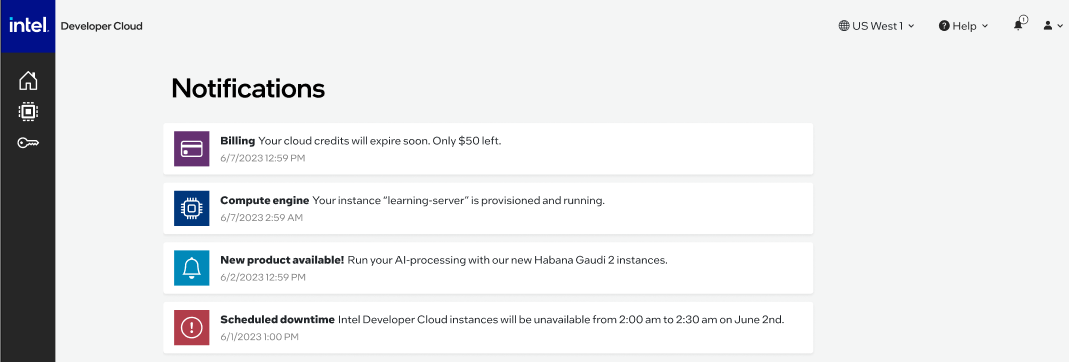 intel. Developer Cloud US West 1 Help 1
Notifications
Billing Your cloud credits will expire soon. Only $50 left.
6/7/2023 12:59 PM
Compute engine Your instance “learning-server” is provisioned and running.
6/7/2023 2:59 AM
New product available! Run your AI-processing with our new Habana Gaudi 2 instances.
6/2/2023 12:59 PM
Scheduled downtime Intel Developer Cloud instances will be unavailable from 2:00 am to 2:30 am on June 2nd.
6/1/2023 1:00 PM